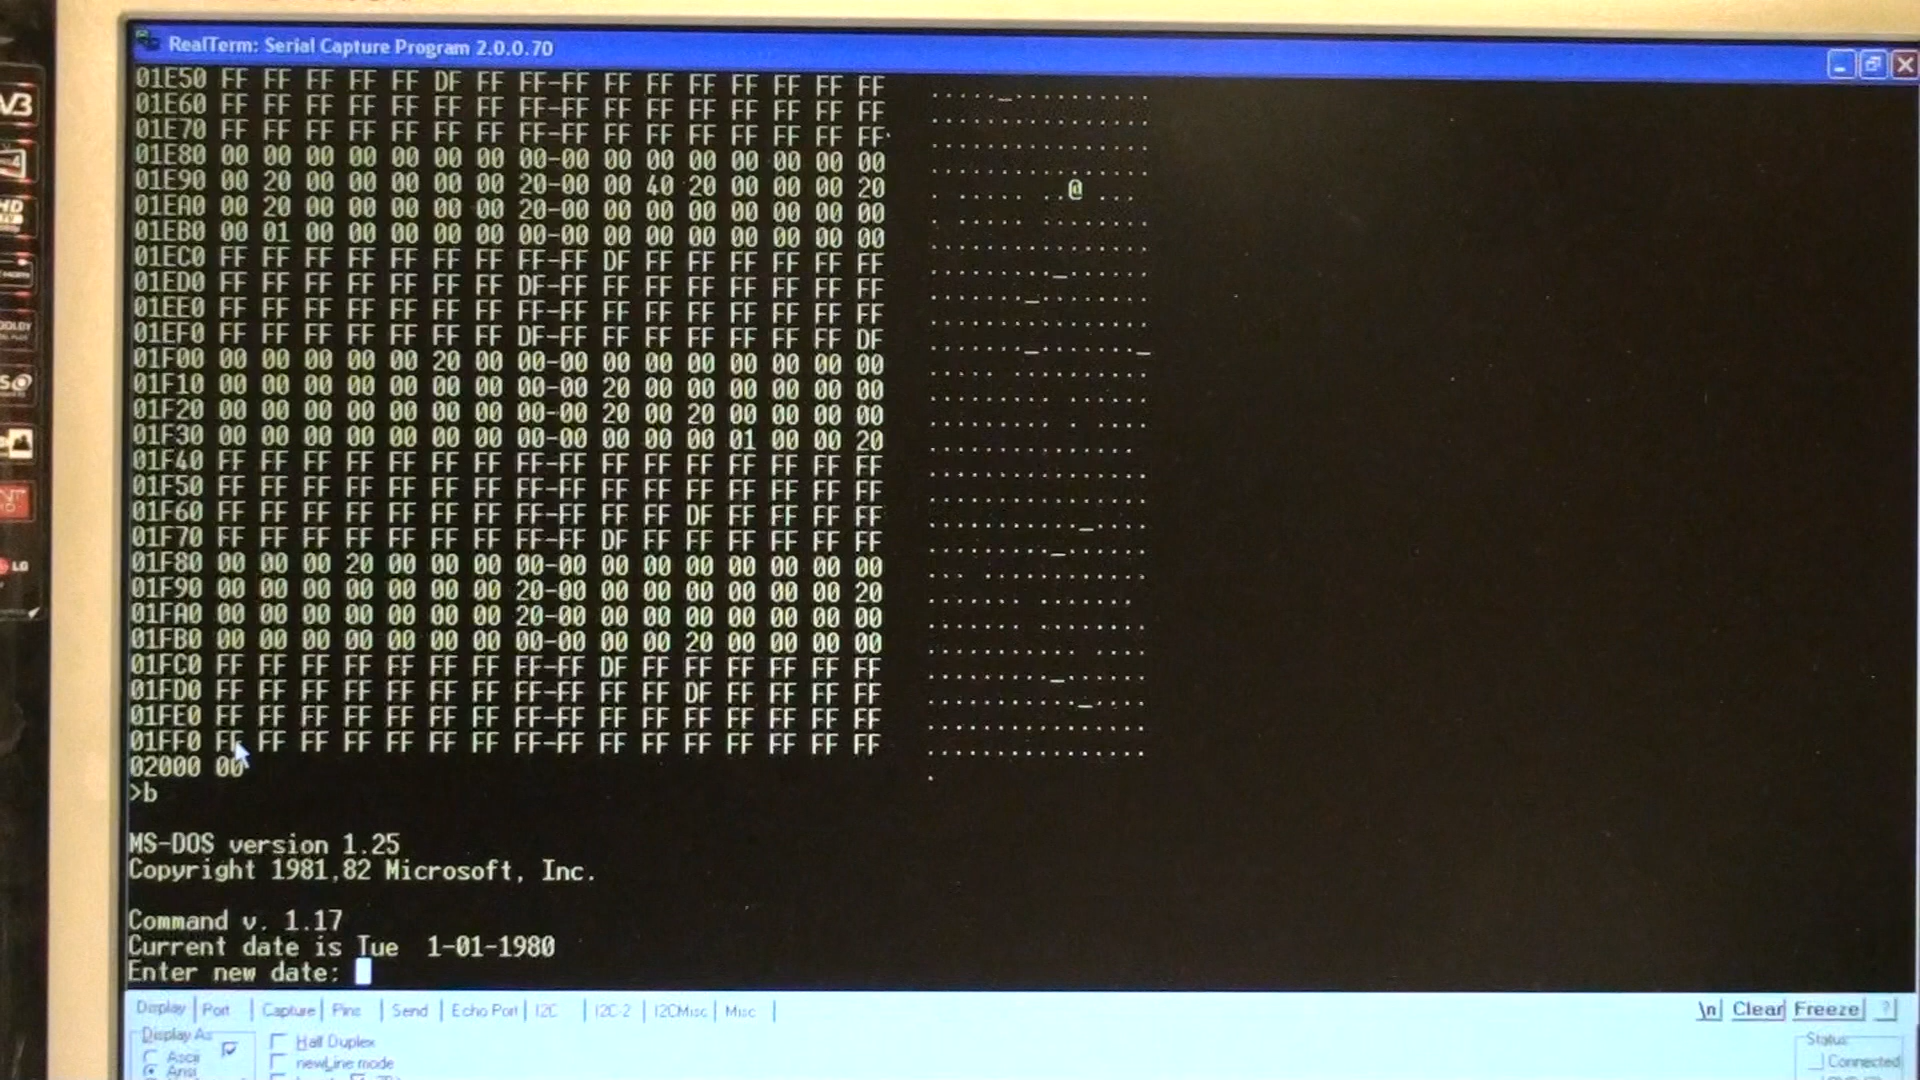 RealTerm: Serial Capture Program 2.0.0.70
01E50 FF FF FF FF FF DF FF FF-FF FF FF FF FF FF FF FF
01E60 FF FF FF FF FF FF FF FF-FF FF FF FF FF FF FF FF
01E70 FF FF FF FF FF FF FF FF-FF FF FF FF FF FF FF FF
01E80 00 00 00 00 00 00 00 00-00 00 00 00 00 00 00 00
01E90 00 20 00 00 00 00 00 20-00 00 40 20 00 00 00 20 @
01EA0 00 20 00 00 00 00 00 20-00 00 00 00 00 00 00 00
01EB0 00 01 00 00 00 00 00 00-00 00 00 00 00 00 00 00
01EC0 FF FF FF FF FF FF FF FF-FF DF FF FF FF FF FF FF
01ED0 FF FF FF FF FF FF FF DF-FF FF FF FF FF FF FF FF
01EE0 FF FF FF FF FF FF FF FF-FF FF FF FF FF FF FF FF
01EF0 FF FF FF FF FF FF FF DF-FF FF FF FF FF FF FF DF
01F00 00 00 00 00 00 20 00 00-00 00 00 00 00 00 00 00
01F10 00 00 00 00 00 00 00 00-00 20 00 00 00 00 00 00
01F20 00 00 00 00 00 00 00 00-00 20 00 20 00 00 00 00
01F30 00 00 00 00 00 00 00 00-00 00 00 00 01 00 00 20
01F40 FF FF FF FF FF FF FF FF-FF FF FF FF FF FF FF FF
01F50 FF FF FF FF FF FF FF FF-FF FF FF FF FF FF FF FF
01F60 FF FF FF FF FF FF FF FF-FF FF FF DF FF FF FF FF
01F70 FF FF FF FF FF FF FF FF-FF DF FF FF FF FF FF FF
01F80 00 00 00 20 00 00 00 00-00 00 00 00 00 00 00 00
01F90 00 00 00 00 00 00 00 20-00 00 00 00 00 00 00 20
01FA0 00 00 00 00 00 00 00 20-00 00 00 00 00 00 00 00
01FB0 00 00 00 00 00 00 00 00-00 00 00 20 00 00 00 00
01FC0 FF FF FF FF FF FF FF FF-FF DF FF FF FF FF FF FF
01FD0 FF FF FF FF FF FF FF FF-FF FF FF DF FF FF FF FF
01FE0 FF FF FF FF FF FF FF FF-FF FF FF FF FF FF FF FF
01FF0 FF FF FF FF FF FF FF FF-FF FF FF FF FF FF FF FF
02000 00 .
>b
MS-DOS version 1.25
Copyright 1981,82 Microsoft, Inc.
Command v. 1.17
Current date is Tue 1-01-1980
Enter new date:
Display Port Capture Pins Send Echo Port I2C I2C-2 I2CMisc Misc \n Clear Freeze ?
Display As Half Duplex Status
Ascii newLine mode Connected
Ansi
LG